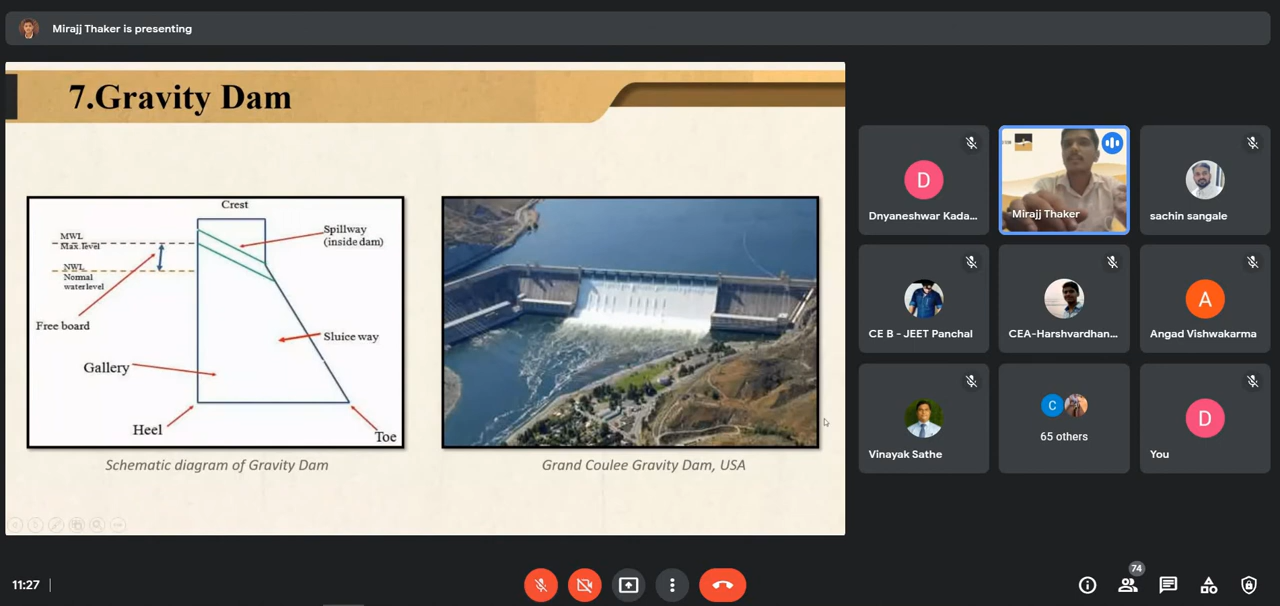 Mirajj Thaker is presenting
7.Gravity Dam
Crest
MWL
Max. level
NWL
Normal
water level
Spillway
(inside dam)
Free board
Sluice way
Gallery
Heel
Toe
Schematic diagram of Gravity Dam
Grand Coulee Gravity Dam, USA
D
Dnyaneshwar Kada...
Mirajj Thaker
sachin sangale
CE B - JEET Panchal
CEA-Harshvardhan...
A
Angad Vishwakarma
Vinayak Sathe
C
65 others
D
You
11:27
74